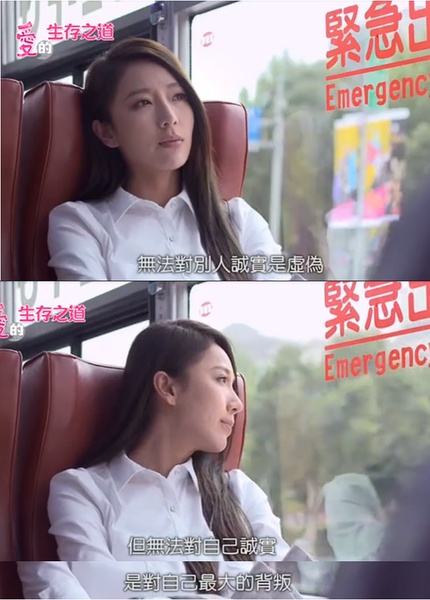 愛的 生存之道
緊急出
Emergency
無法對別人誠實是虛偽
愛的 生存之道
緊急出
Emergency
但無法對自己誠實
是對自己最大的背叛